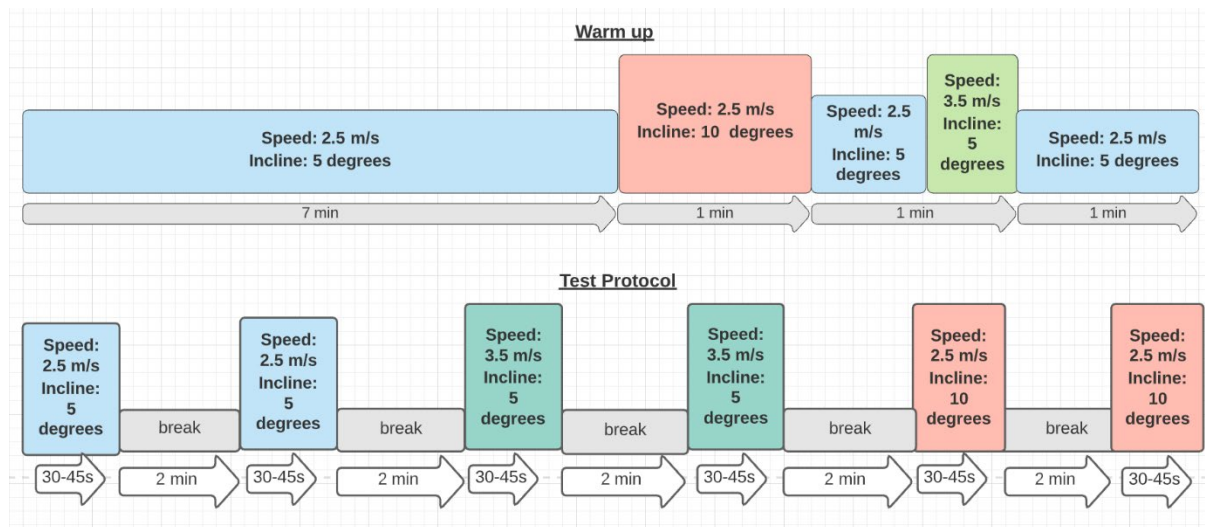 Warm up
Speed: 2.5 m/s
Incline: 5 degrees
Speed: 2.5 m/s
Incline: 10 degrees
Speed: 2.5
m/s
Incline: 5
degrees
Speed:
3.5 m/s
Incline:
5
degrees
Speed: 2.5 m/s
Incline: 5 degrees
7 min
1 min
1 min
1 min
Test Protocol
Speed:
2.5 m/s
Incline:
5
degrees
break
Speed:
2.5 m/s
Incline:
5
degrees
break
Speed:
3.5 m/s
Incline:
5
degrees
break
Speed:
3.5 m/s
Incline:
5
degrees
break
Speed:
2.5 m/s
Incline:
10
degrees
break
Speed:
2.5 m/s
Incline:
10
degrees
30-45s
2 min
30-45s
2 min
30-45s
2 min
30-45s
2 min
30-45s
2 min
30-45s